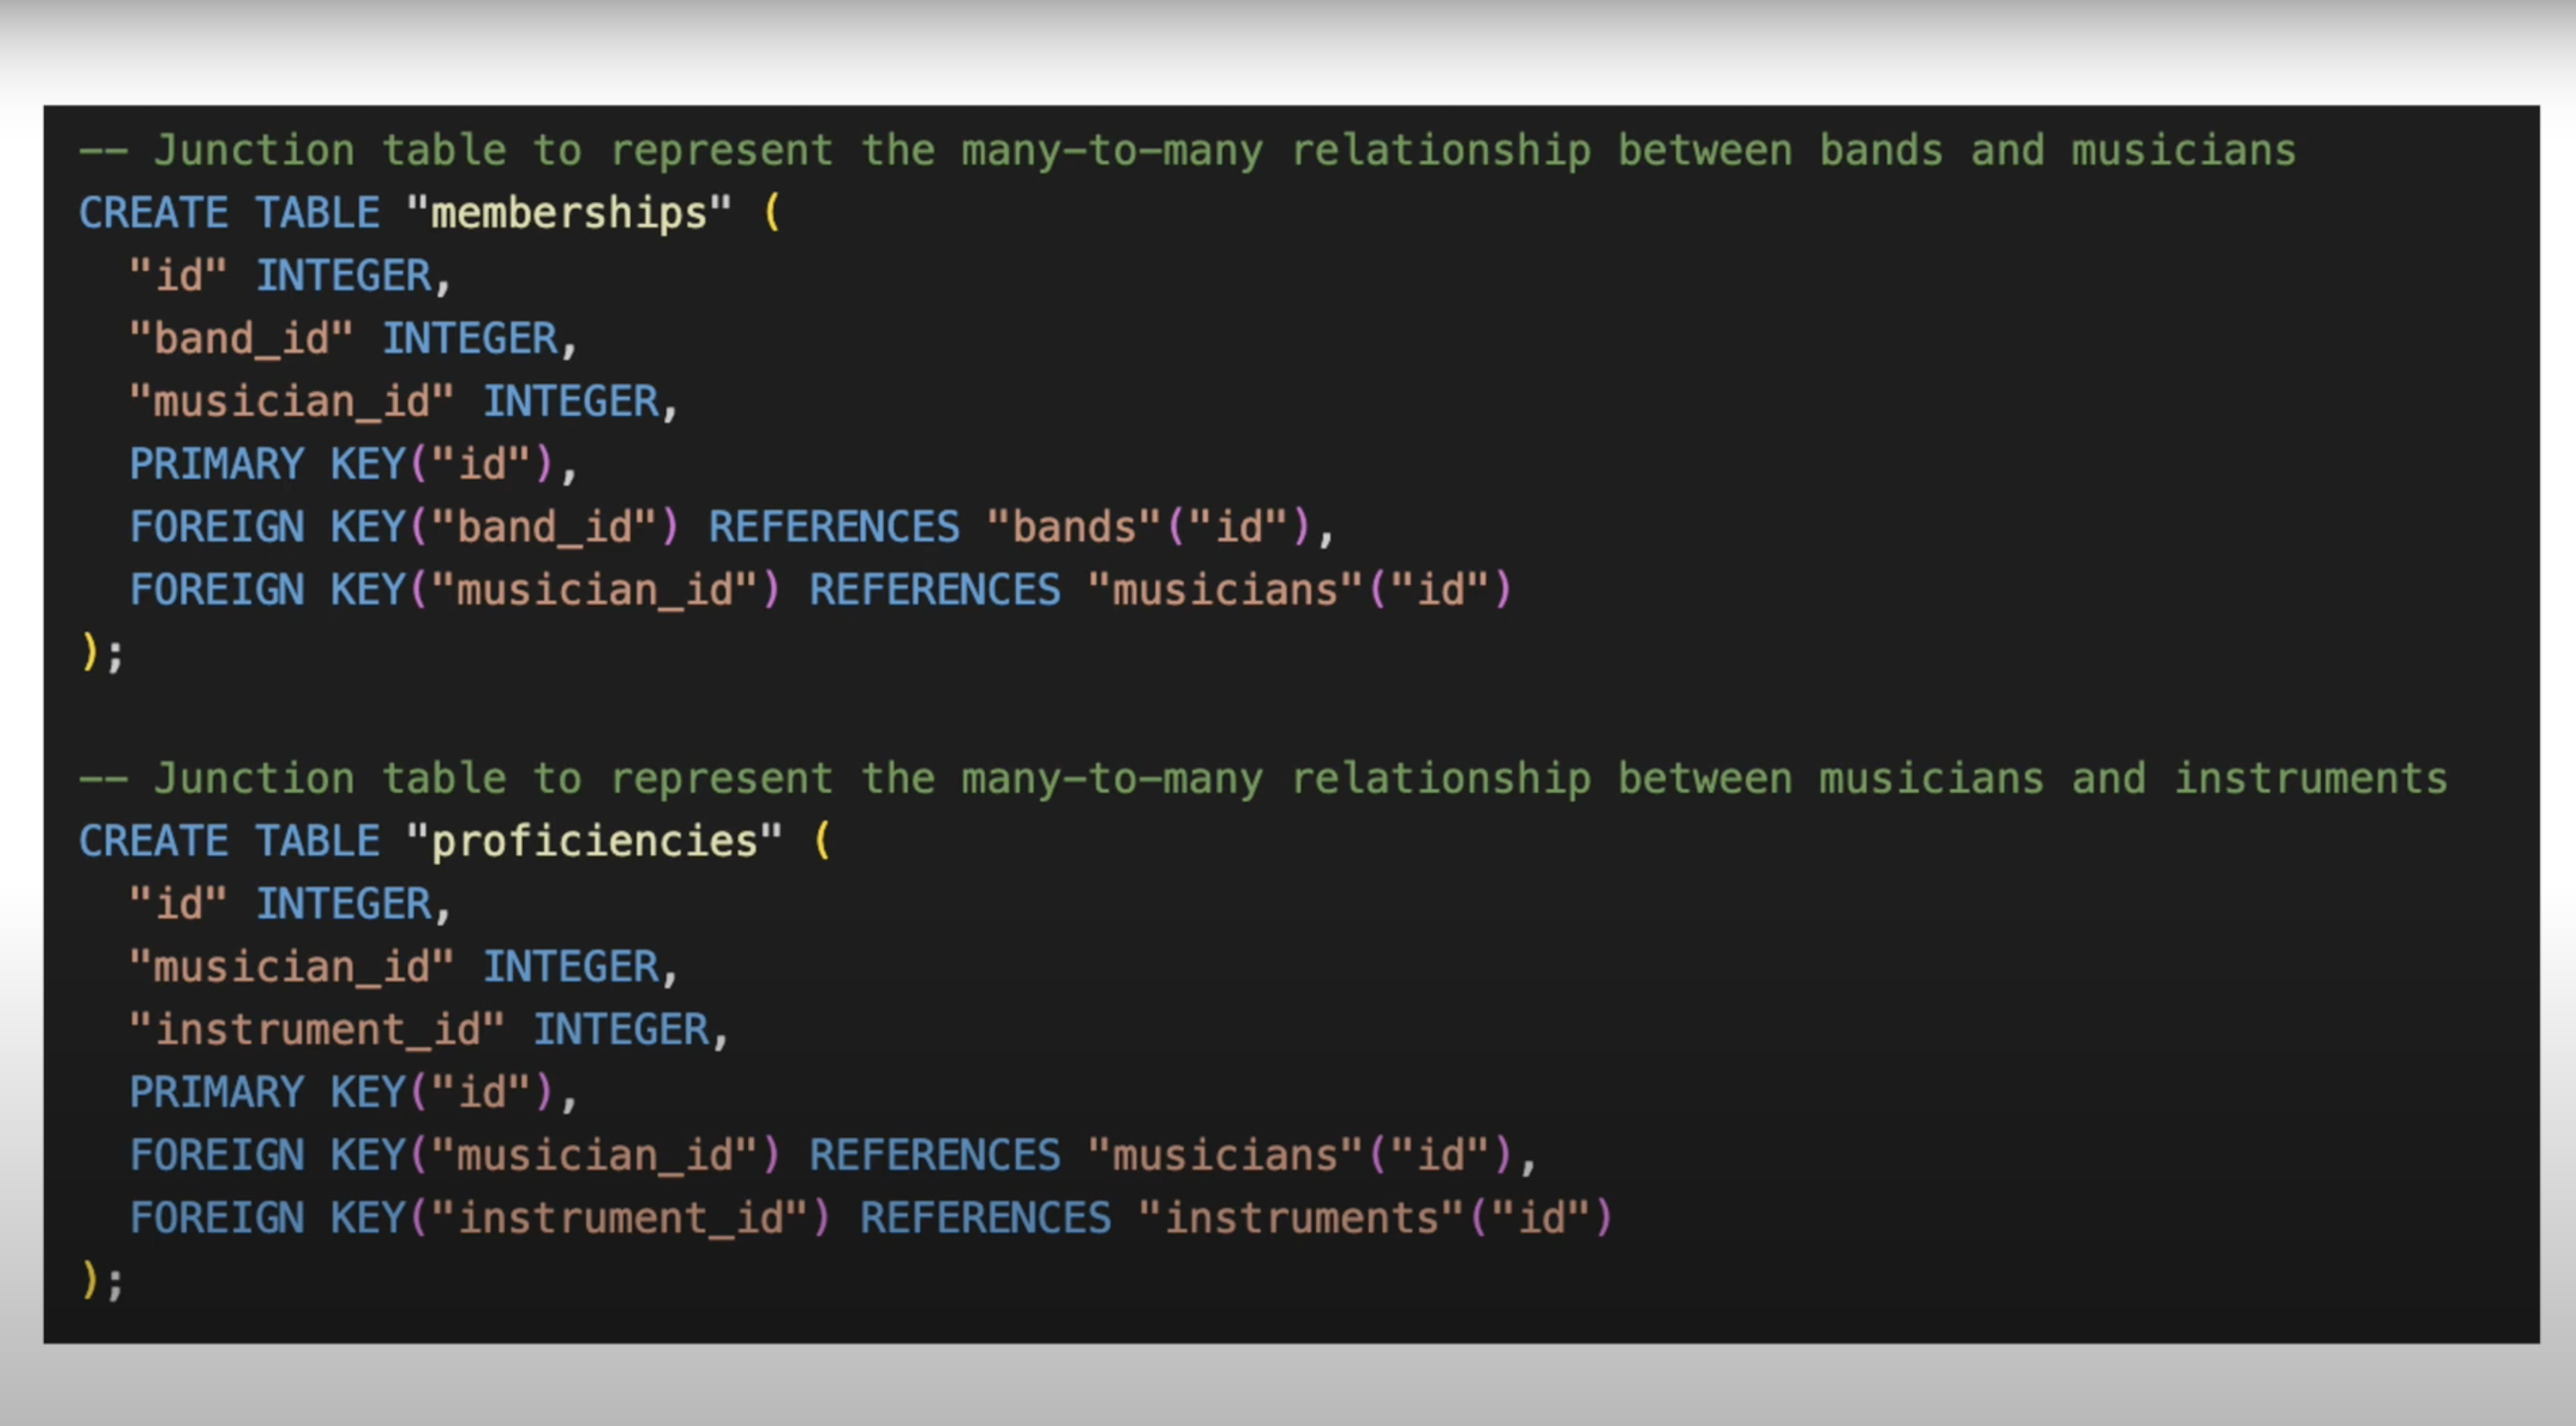 -- Junction table to represent the many-to-many relationship between bands and musicians
CREATE TABLE "memberships" (
  "id" INTEGER,
  "band_id" INTEGER,
  "musician_id" INTEGER,
  PRIMARY KEY("id"),
  FOREIGN KEY("band_id") REFERENCES "bands"("id"),
  FOREIGN KEY("musician_id") REFERENCES "musicians"("id")
);

-- Junction table to represent the many-to-many relationship between musicians and instruments
CREATE TABLE "proficiencies" (
  "id" INTEGER,
  "musician_id" INTEGER,
  "instrument_id" INTEGER,
  PRIMARY KEY("id"),
  FOREIGN KEY("musician_id") REFERENCES "musicians"("id"),
  FOREIGN KEY("instrument_id") REFERENCES "instruments"("id")
);